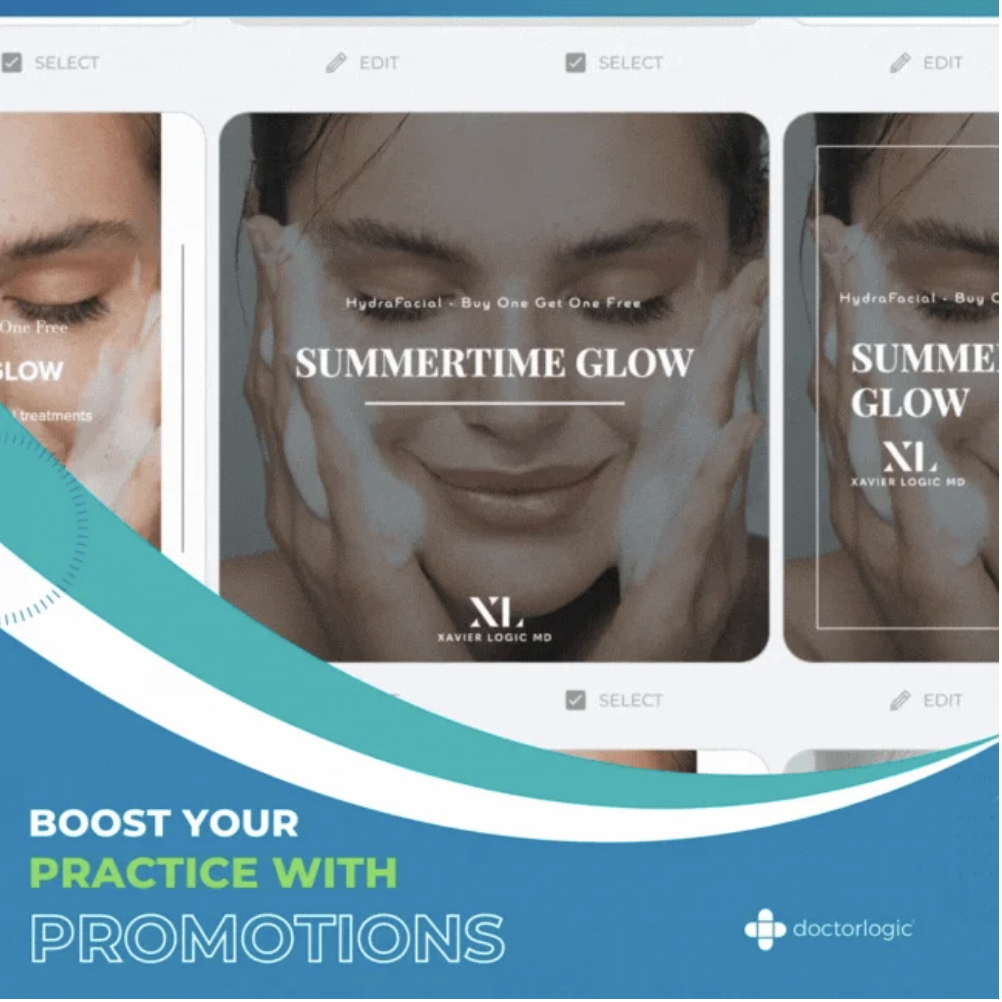 SELECT
EDIT
SELECT
EDIT
One Free
GLOW
treatments
HydraFacial - Buy One Get One Free
SUMMERTIME GLOW
XL
XAVIER LOGIC MD
HydraFacial - Buy O
SUMME
GLOW
XL
XAVIER LOGIC MD
SELECT
EDIT
BOOST YOUR
PRACTICE WITH
PROMOTIONS
doctorlogic